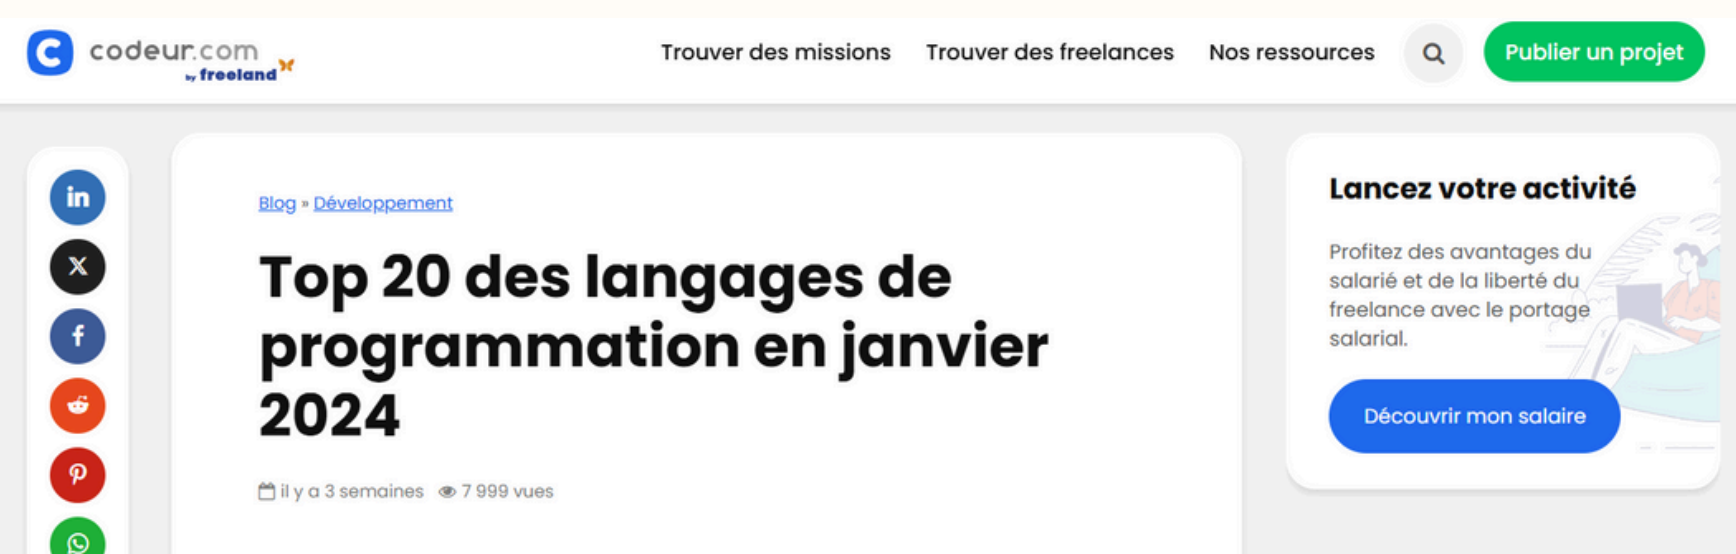 codeur.com
by freeland
Trouver des missions
Trouver des freelances
Nos ressources
Publier un projet
in
X
f
Blog » Développement
Top 20 des langages de
programmation en janvier
2024
il y a 3 semaines
7 999 vues
Lancez votre activité
Profitez des avantages du
salarié et de la liberté du
freelance avec le portage
salarial.
Découvrir mon salaire